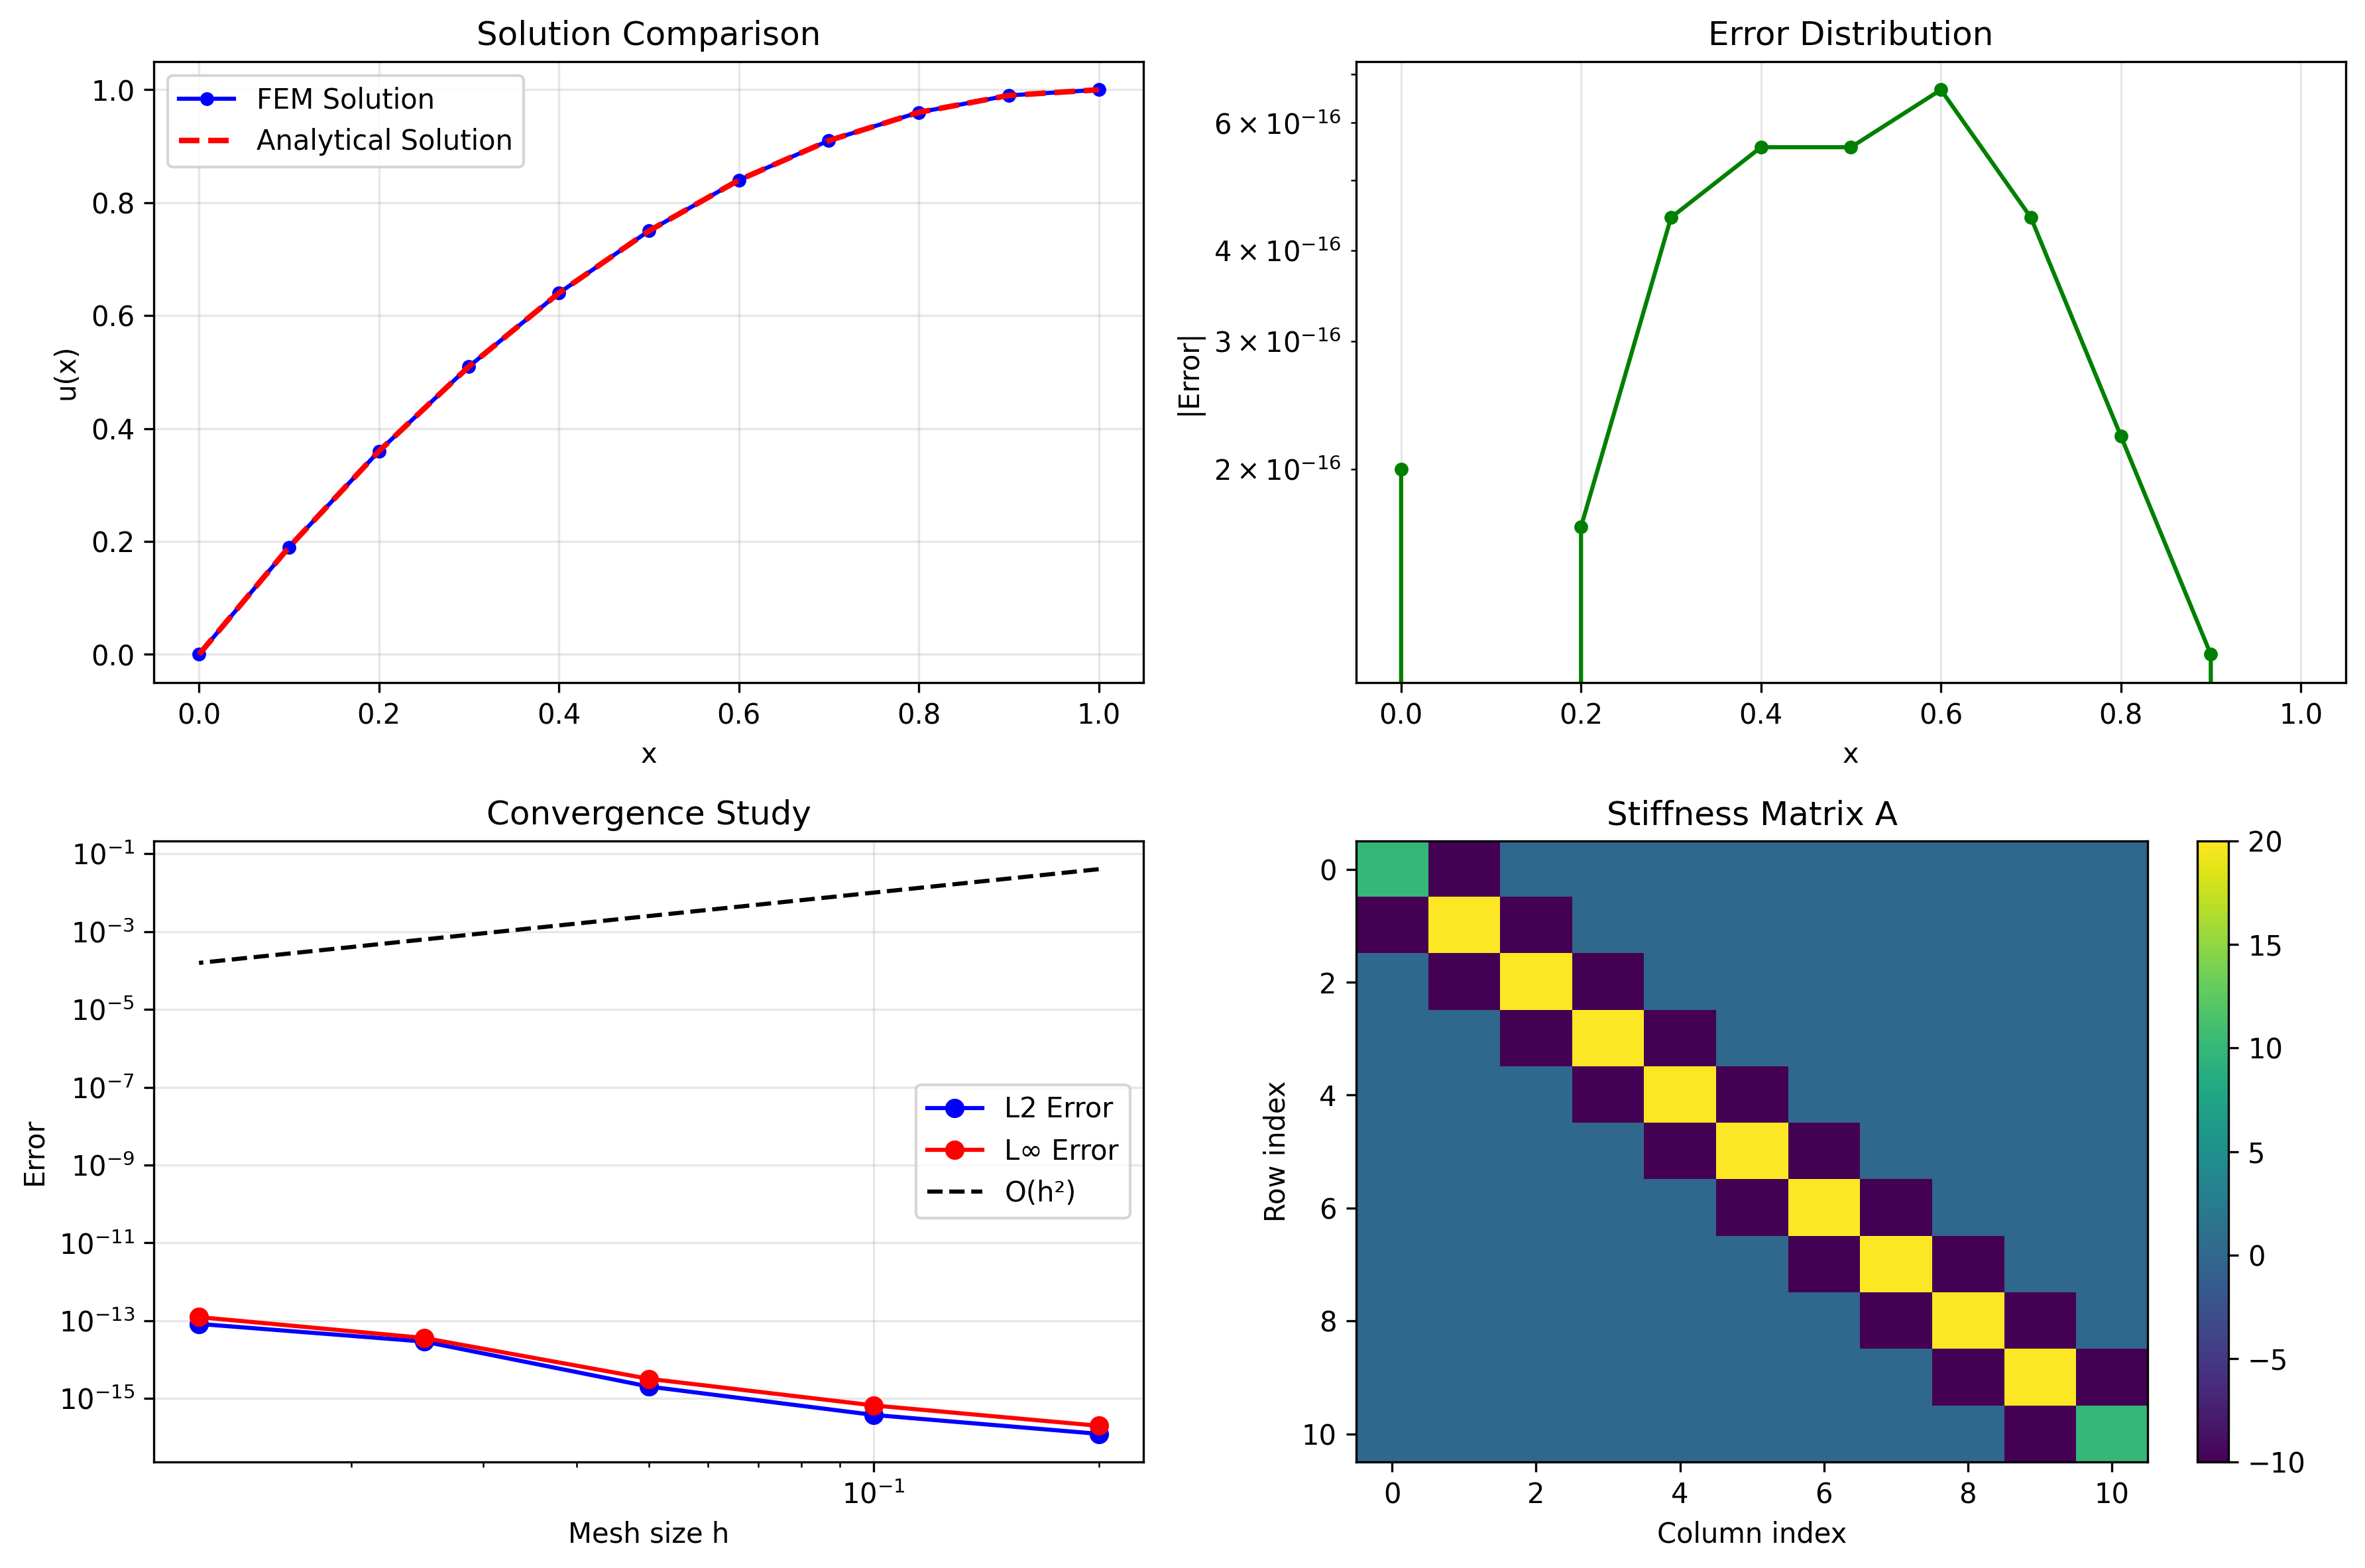 Solution Comparison
FEM Solution
Analytical Solution
1.0
0.8
0.6
0.4
0.2
0.0
u(x)
0.0 0.2 0.4 0.6 0.8 1.0
x
Error Distribution
6×10⁻¹⁶
4×10⁻¹⁶
3×10⁻¹⁶
2×10⁻¹⁶
|Error|
0.0 0.2 0.4 0.6 0.8 1.0
x
Convergence Study
10⁻¹
10⁻³
10⁻⁵
10⁻⁷
10⁻⁹
10⁻¹¹
10⁻¹³
10⁻¹⁵
Error
L2 Error
L∞ Error
O(h²)
10⁻¹
Mesh size h
Stiffness Matrix A
0
2
4
6
8
10
Row index
0 2 4 6 8 10
Column index
20
15
10
5
0
−5
−10